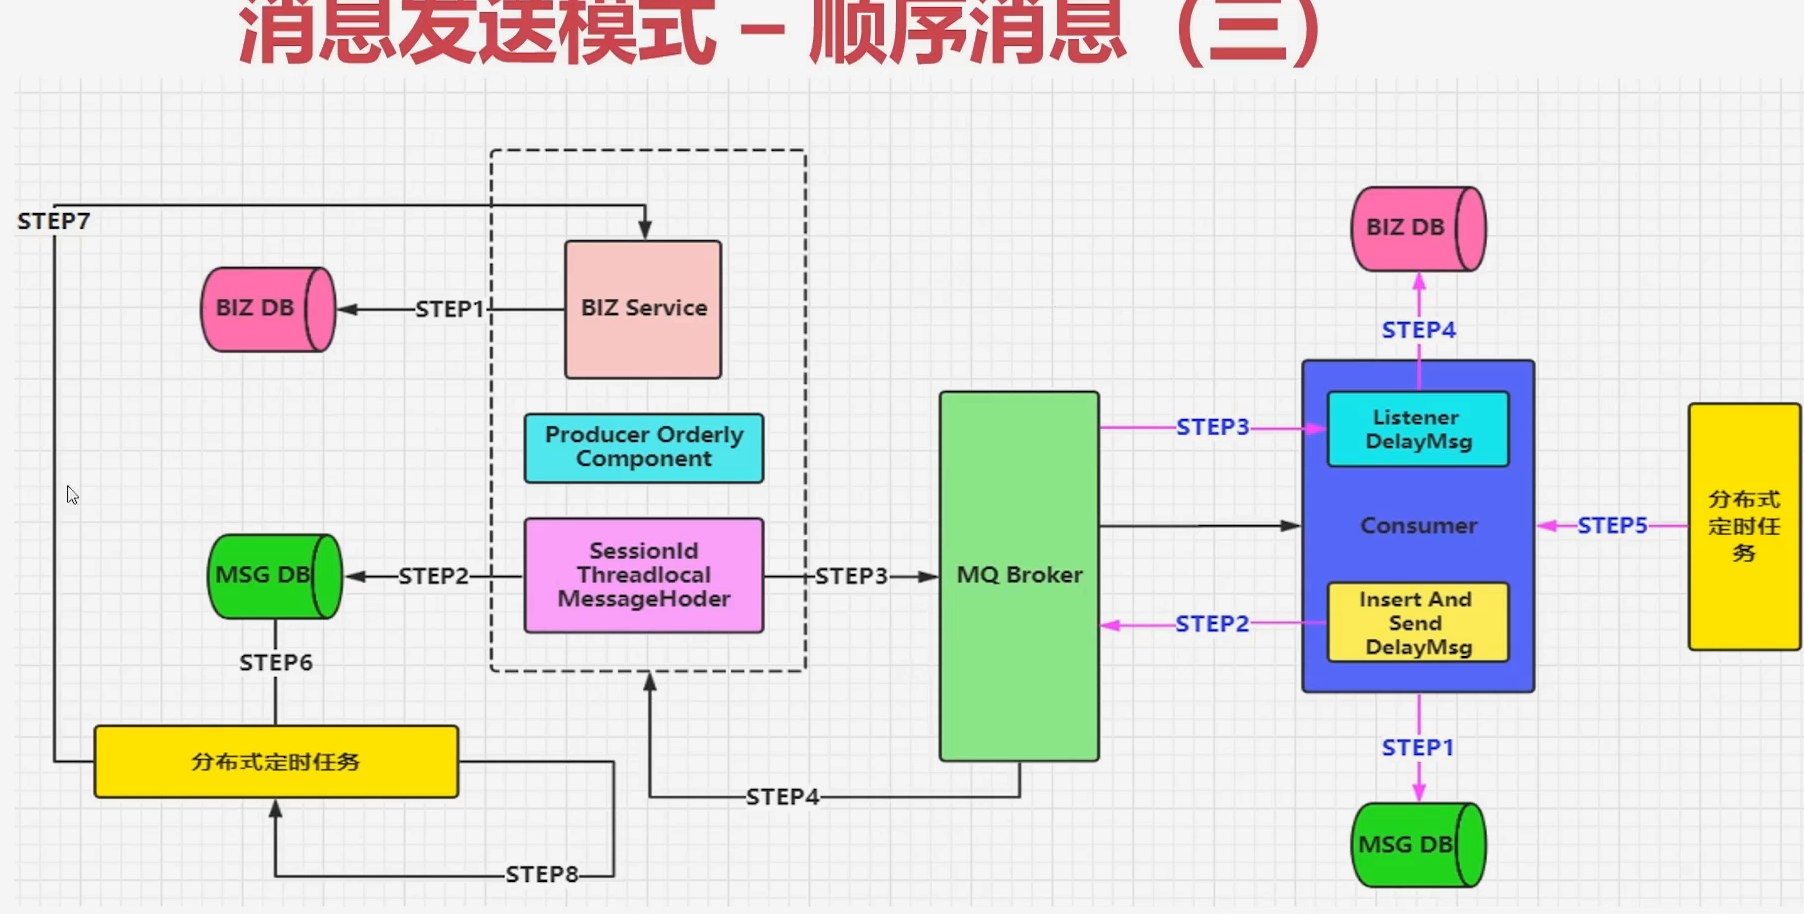 消息发送模式 – 顺序消息（三）
STEP7
BIZ DB
STEP1
BIZ Service
Producer Orderly
Component
MSG DB
STEP2
SessionId
Threadlocal
MessageHoder
STEP3
STEP6
分布式定时任务
STEP4
STEP8
MQ Broker
BIZ DB
STEP4
STEP3
Listener
DelayMsg
Consumer
STEP2
Insert And
Send
DelayMsg
STEP1
MSG DB
STEP5
分布式
定时任
务